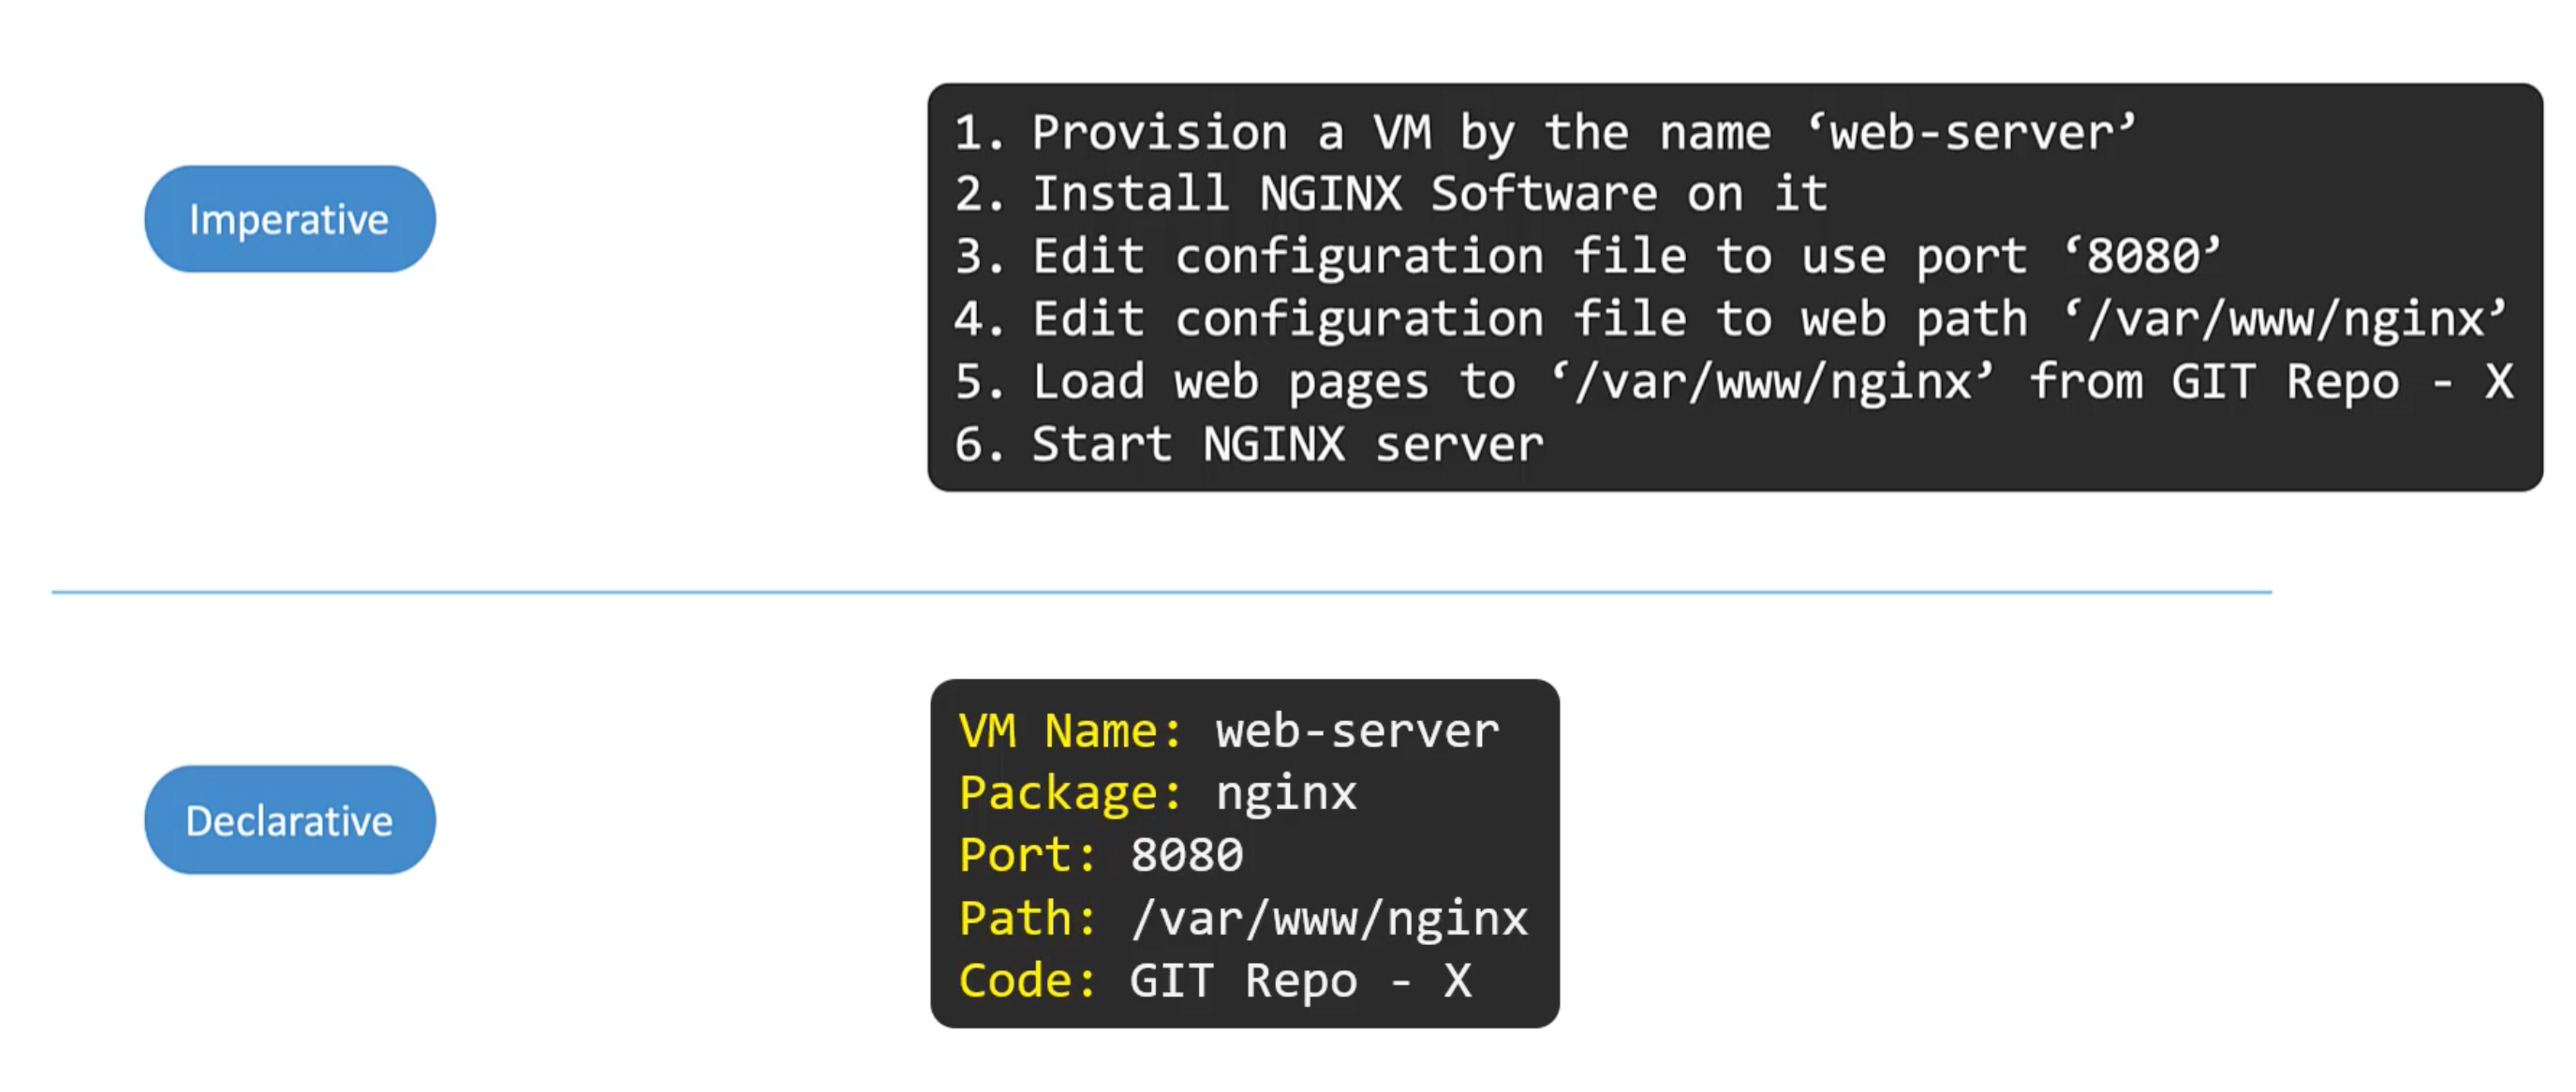 Imperative
1. Provision a VM by the name ‘web-server’
2. Install NGINX Software on it
3. Edit configuration file to use port ‘8080’
4. Edit configuration file to web path ‘/var/www/nginx’
5. Load web pages to ‘/var/www/nginx’ from GIT Repo - X
6. Start NGINX server
Declarative
VM Name: web-server
Package: nginx
Port: 8080
Path: /var/www/nginx
Code: GIT Repo - X